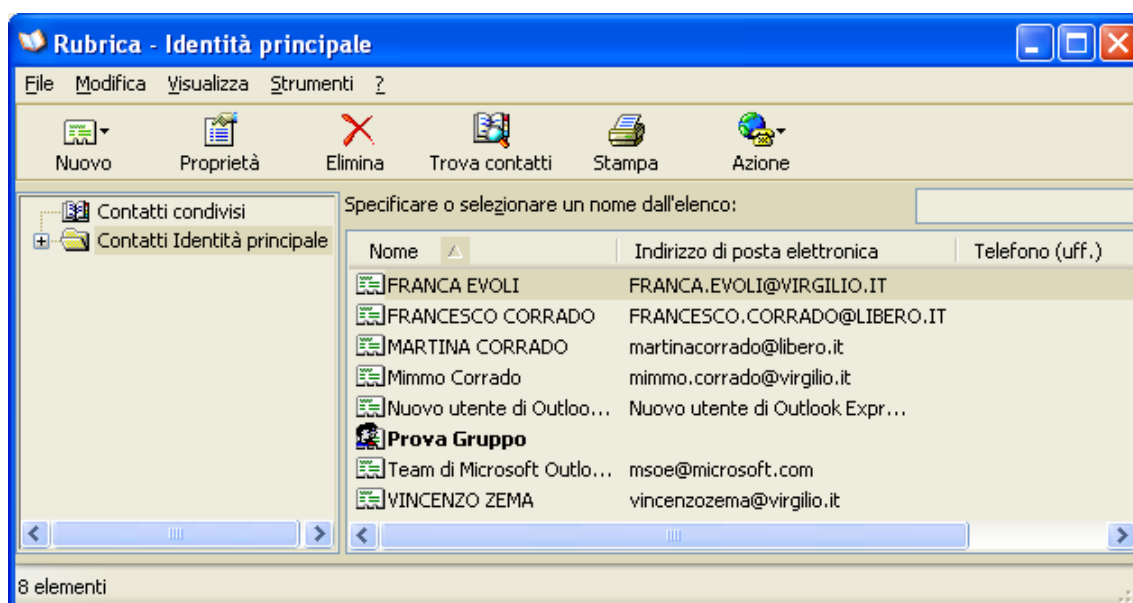 Rubrica - Identità principale
File Modifica Visualizza Strumenti ?
Nuovo Proprietà Elimina Trova contatti Stampa Azione
Contatti condivisi
Contatti Identità principale
Specificare o selezionare un nome dall'elenco:
Nome Indirizzo di posta elettronica Telefono (uff.)
FRANCA EVOLI FRANCA.EVOLI@VIRGILIO.IT
FRANCESCO CORRADO FRANCESCO.CORRADO@LIBERO.IT
MARTINA CORRADO martinacorrado@libero.it
Mimmo Corrado mimmo.corrado@virgilio.it
Nuovo utente di Outloo... Nuovo utente di Outlook Expr...
Prova Gruppo
Team di Microsoft Outlo... msoe@microsoft.com
VINCENZO ZEMA vincenzozema@virgilio.it
8 elementi